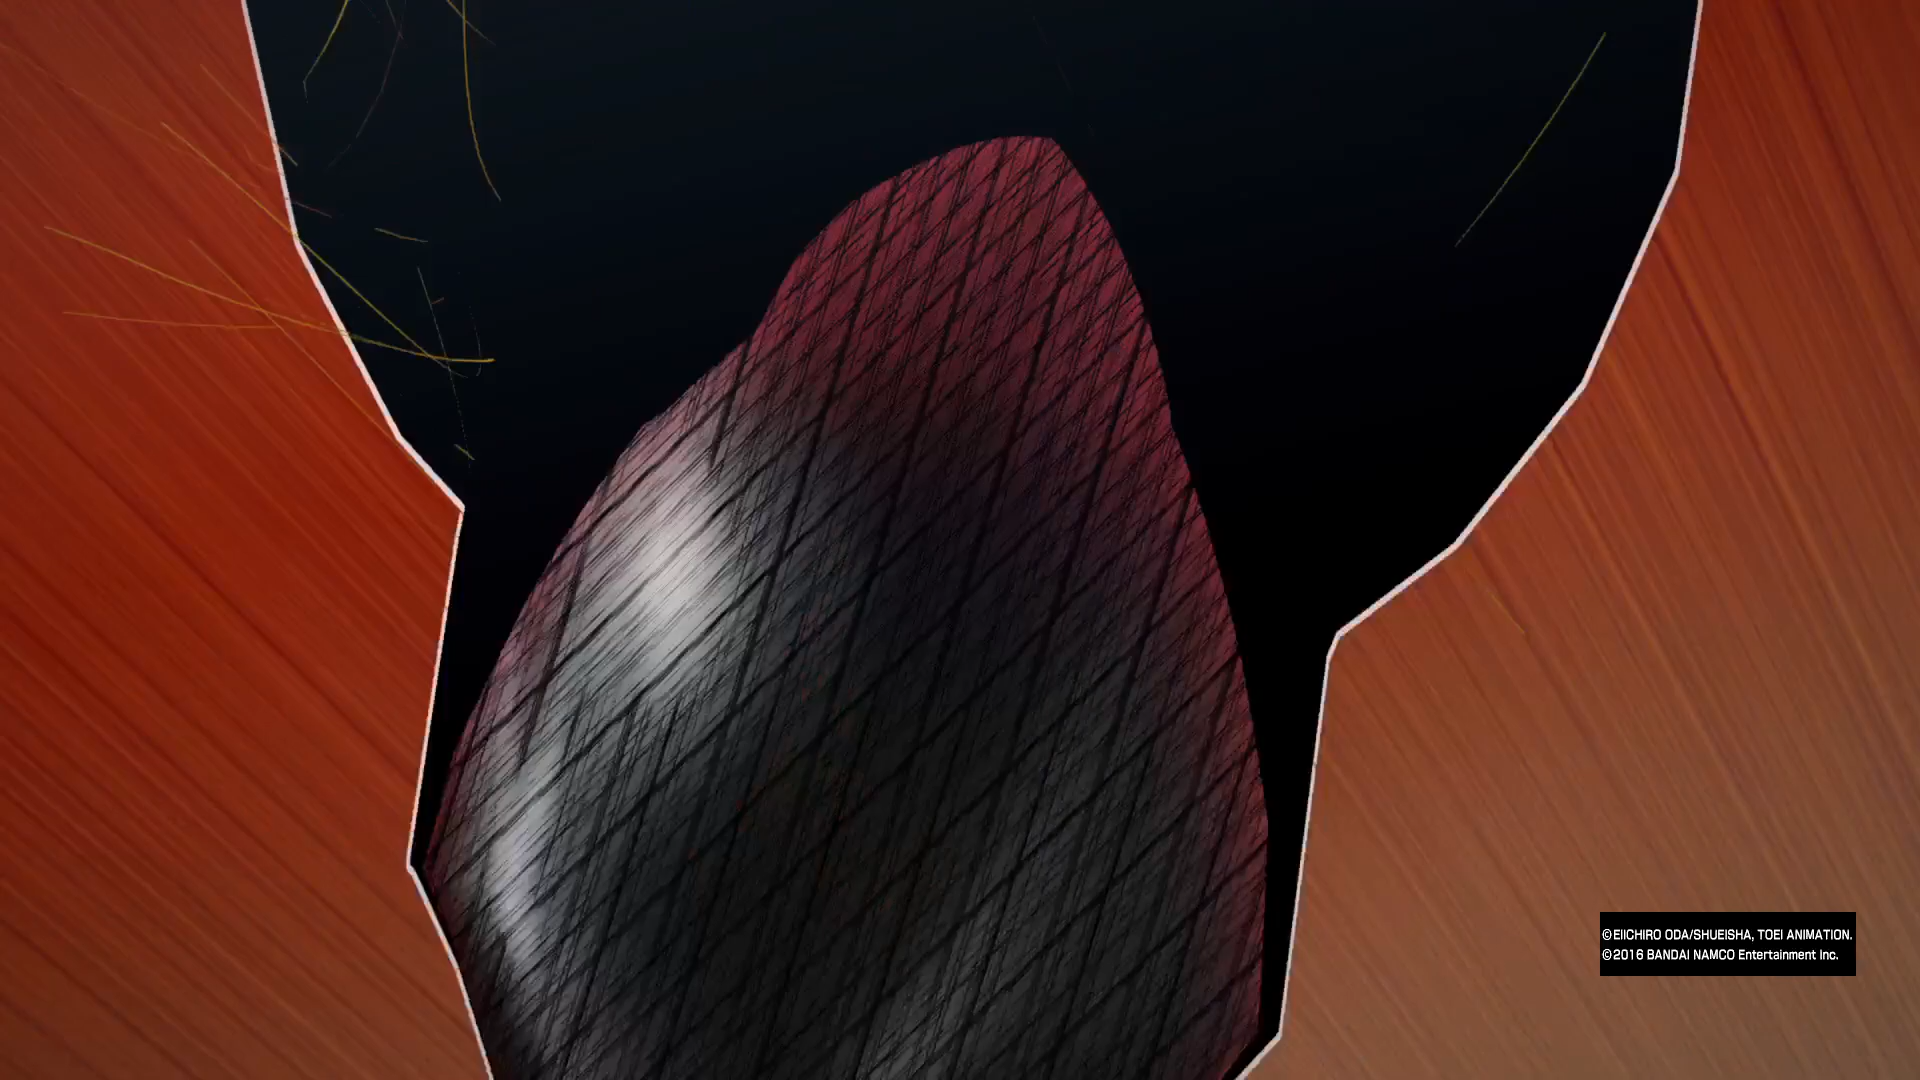 ©EIICHIRO ODA/SHUEISHA, TOEI ANIMATION.
©2016 BANDAI NAMCO Entertainment Inc.